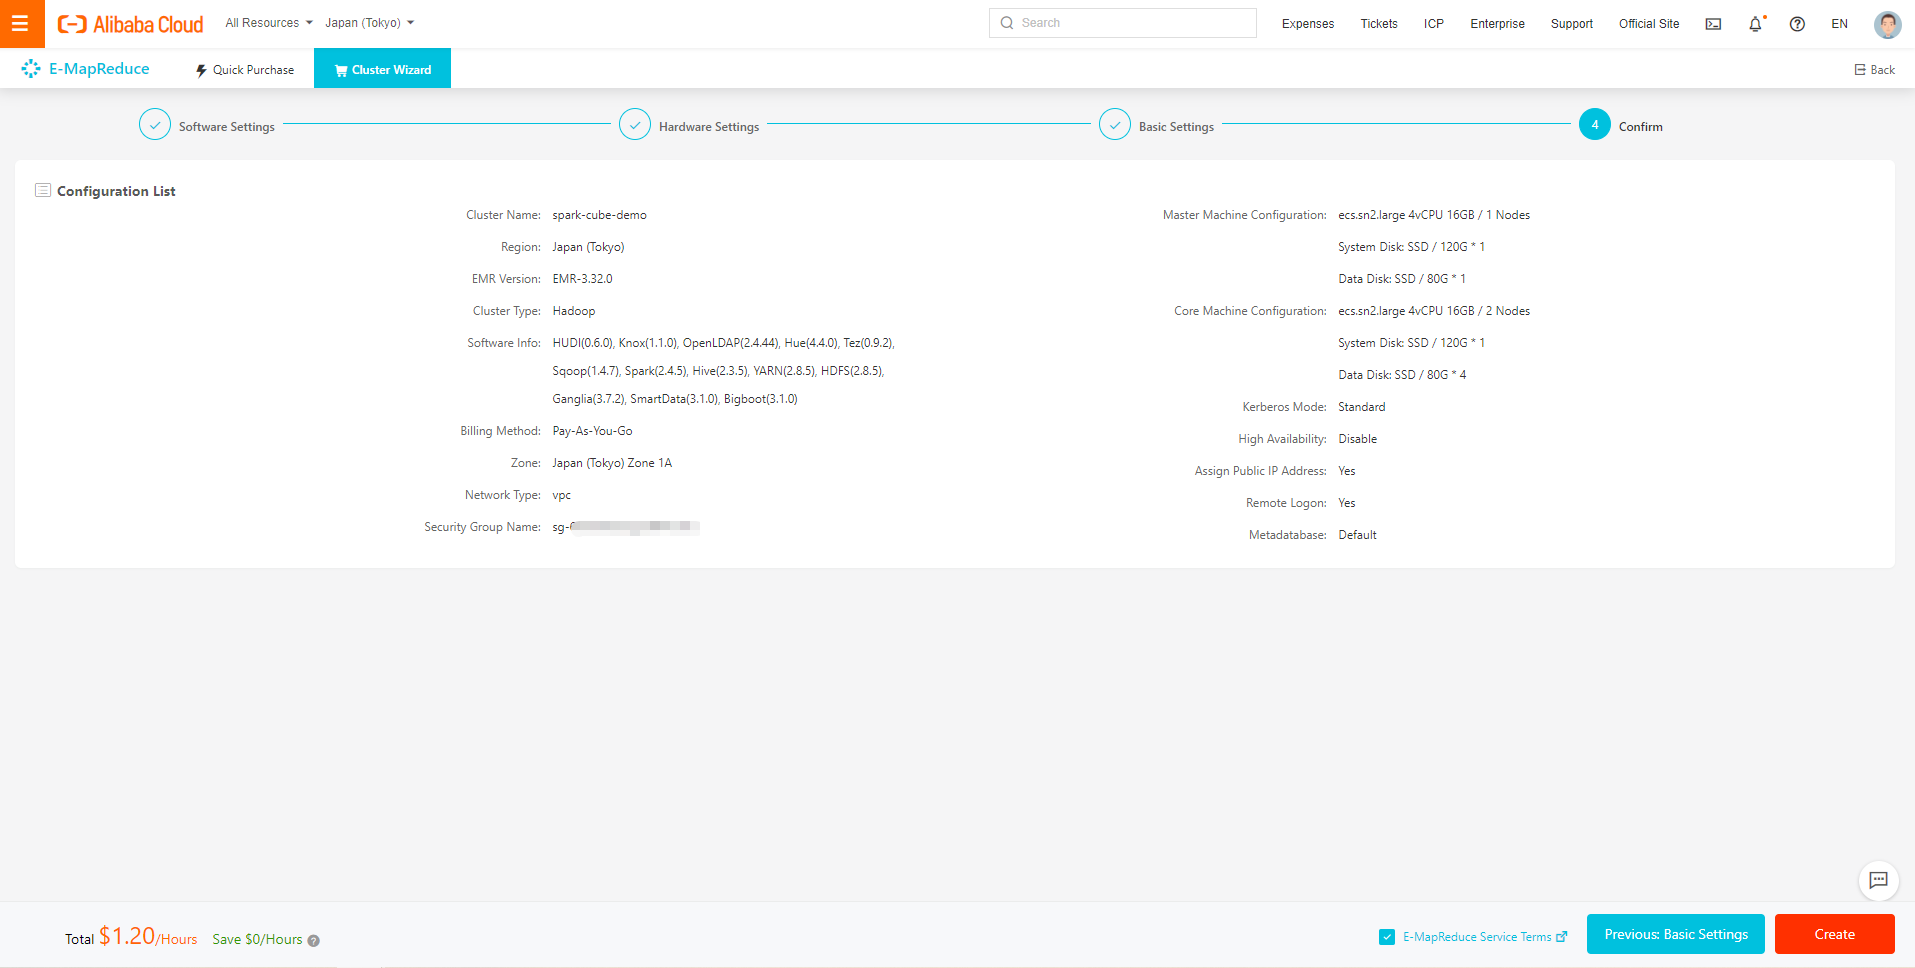 Alibaba Cloud All Resources Japan (Tokyo) Search Expenses Tickets ICP Enterprise Support Official Site EN
E-MapReduce Quick Purchase Cluster Wizard Back
Software Settings Hardware Settings Basic Settings 4 Confirm
Configuration List
Cluster Name: spark-cube-demo
Region: Japan (Tokyo)
EMR Version: EMR-3.32.0
Cluster Type: Hadoop
Software Info: HUDI(0.6.0), Knox(1.1.0), OpenLDAP(2.4.44), Hue(4.4.0), Tez(0.9.2),
Sqoop(1.4.7), Spark(2.4.5), Hive(2.3.5), YARN(2.8.5), HDFS(2.8.5),
Ganglia(3.7.2), SmartData(3.1.0), Bigboot(3.1.0)
Billing Method: Pay-As-You-Go
Zone: Japan (Tokyo) Zone 1A
Network Type: vpc
Security Group Name: sg-
Master Machine Configuration: ecs.sn2.large 4vCPU 16GB / 1 Nodes
System Disk: SSD / 120G * 1
Data Disk: SSD / 80G * 1
Core Machine Configuration: ecs.sn2.large 4vCPU 16GB / 2 Nodes
System Disk: SSD / 120G * 1
Data Disk: SSD / 80G * 4
Kerberos Mode: Standard
High Availability: Disable
Assign Public IP Address: Yes
Remote Logon: Yes
Metadatabase: Default
Total $1.20/Hours Save $0/Hours ?
E-MapReduce Service Terms Previous: Basic Settings Create